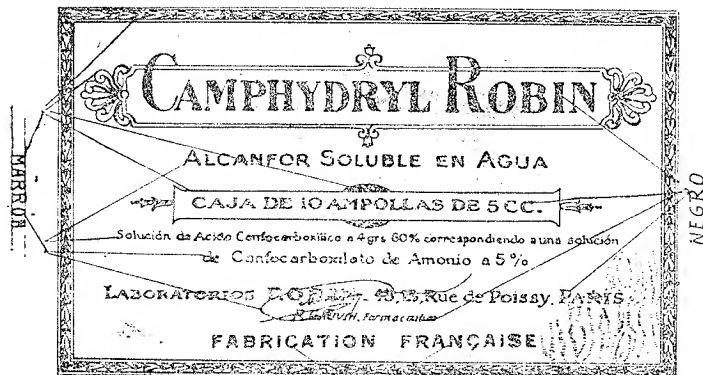 CAMPHYDRYL ROBIN
ALCANFOR SOLUBLE EN AGUA
CAJA DE 10 AMPOLLAS DE 5 CC.
Solución de Acido Canfocarboxilico a 4 grs 60% correspondiendo a una solución
de Canfocarboxilato de Amonio a 5%
LABORATORIOS Rue de Poissy, PARIS
FABRICATION FRANÇAISE
MARRON
NEGRO